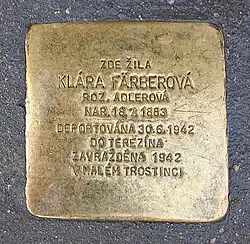 ZDE ŽILA
KLÁRA FÄRBEROVÁ
ROZ. ADLEROVÁ
NAR. 18.7.1883
DEPORTOVÁNA 30.6.1942
DO TEREZÍNA
ZAVRAŽDĚNA 1942
V MALÉM TROSTINCI